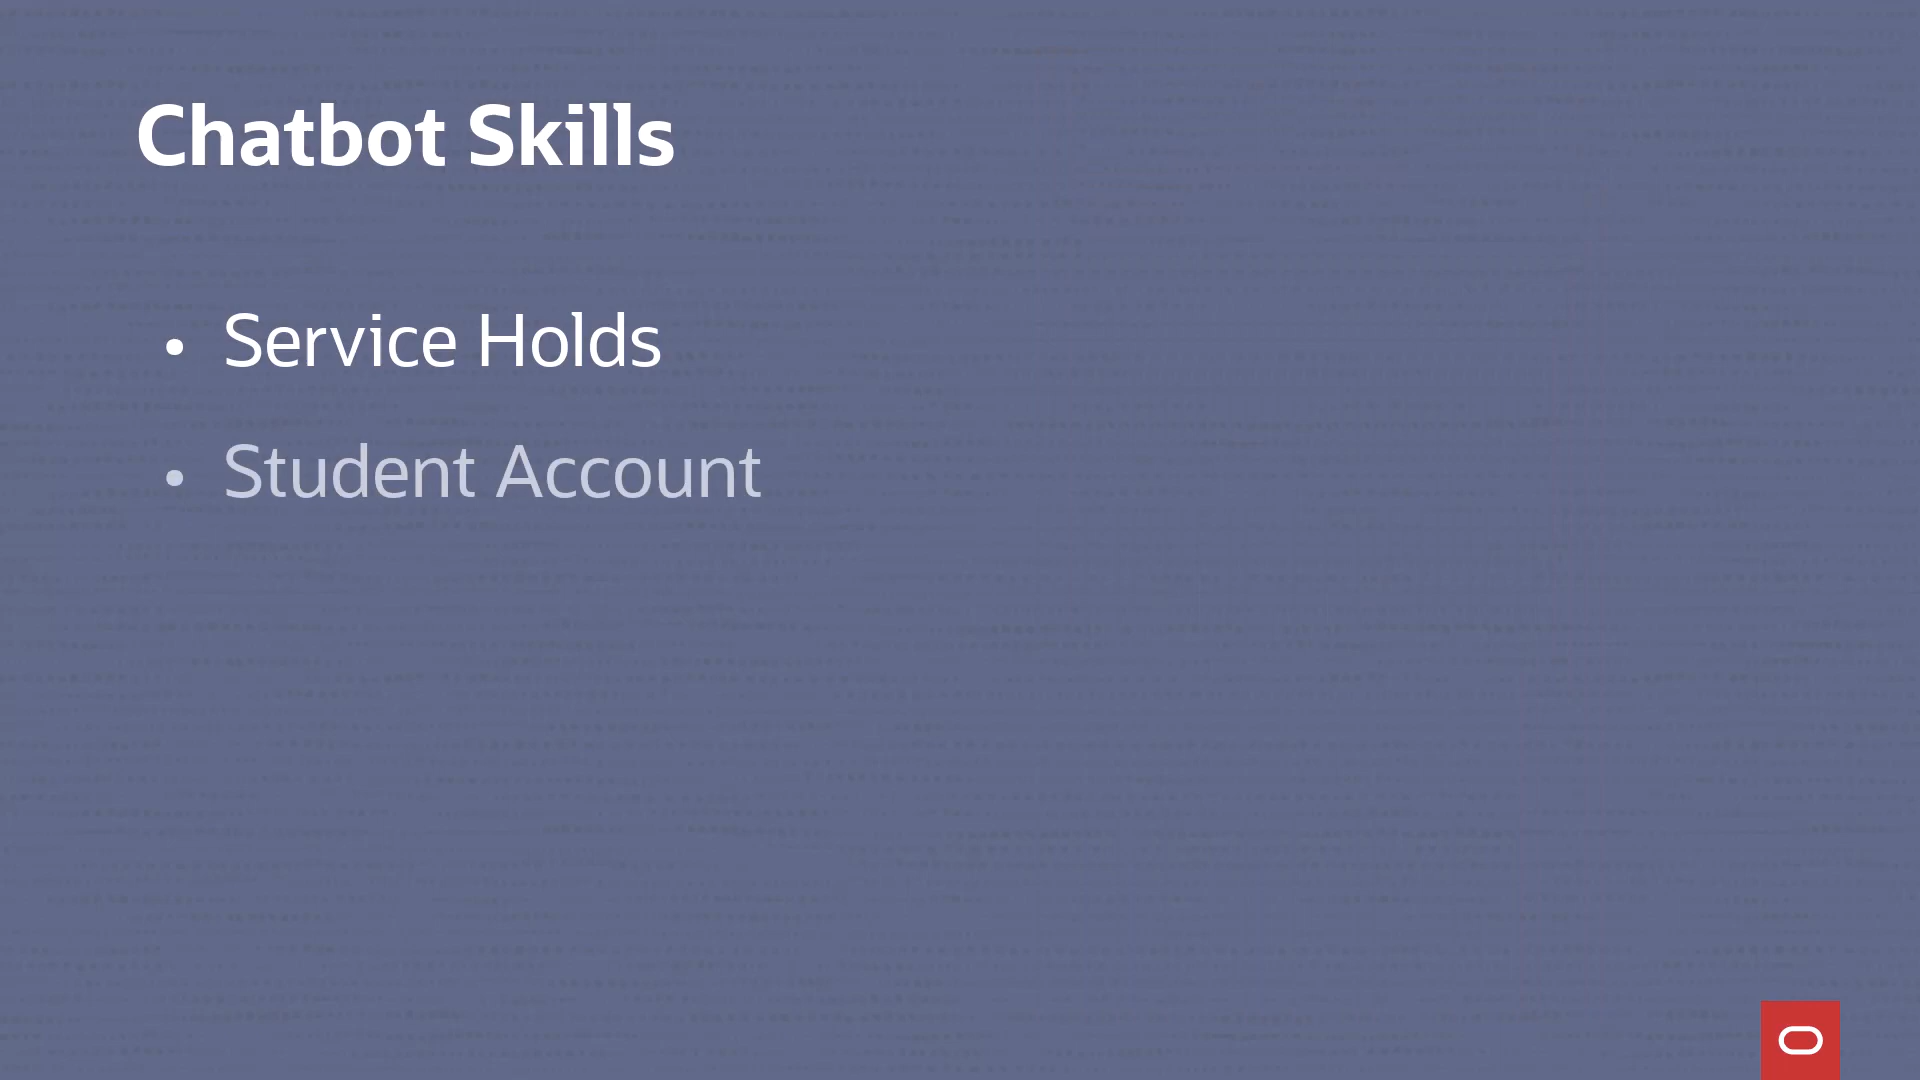 Chatbot Skills
• Service Holds
• Student Account